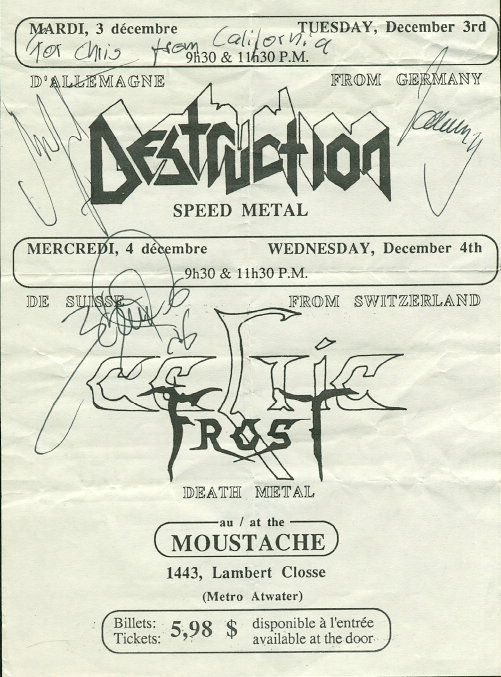 MARDI, 3 décembre TUESDAY, December 3rd
for Chris from California
9h30 & 11h30 P.M.
D'ALLEMAGNE FROM GERMANY
DESTRUCTION
SPEED METAL
MERCREDI, 4 décembre WEDNESDAY, December 4th
9h30 & 11h30 P.M.
DE SUISSE FROM SWITZERLAND
CELTIC
FROST
DEATH METAL
au / at the
MOUSTACHE
1443, Lambert Closse
(Metro Atwater)
Billets: 5,98 $ disponible à l'entrée
Tickets: available at the door